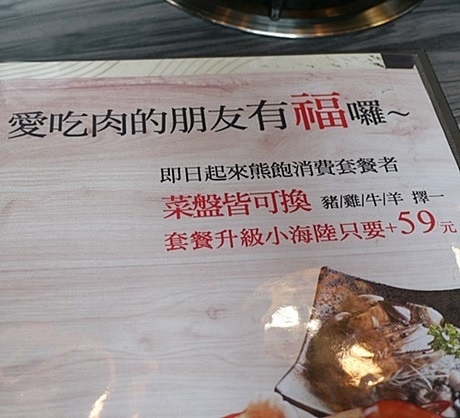 愛吃肉的朋友有福囉~
即日起來熊飽消費套餐者
菜盤皆可換 豬/雞/牛/羊 擇一
套餐升級小海陸只要+59元